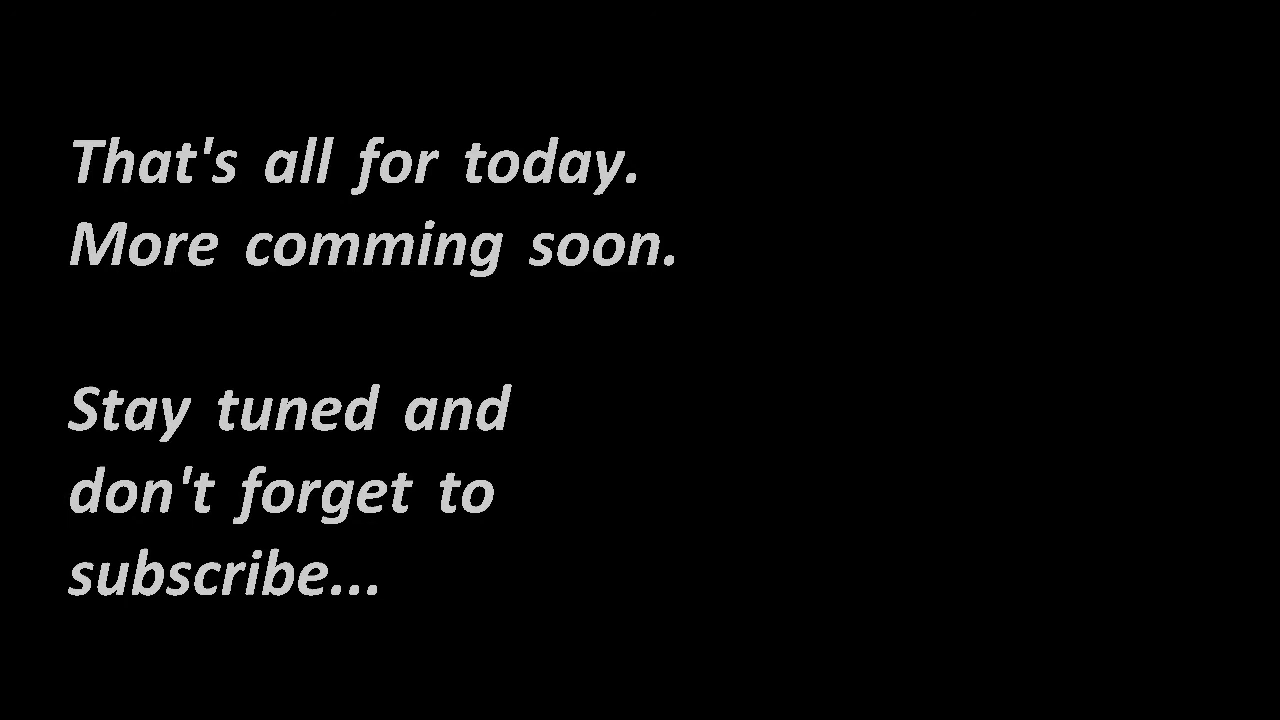 That's all for today.
More comming soon.
Stay tuned and
don't forget to
subscribe...